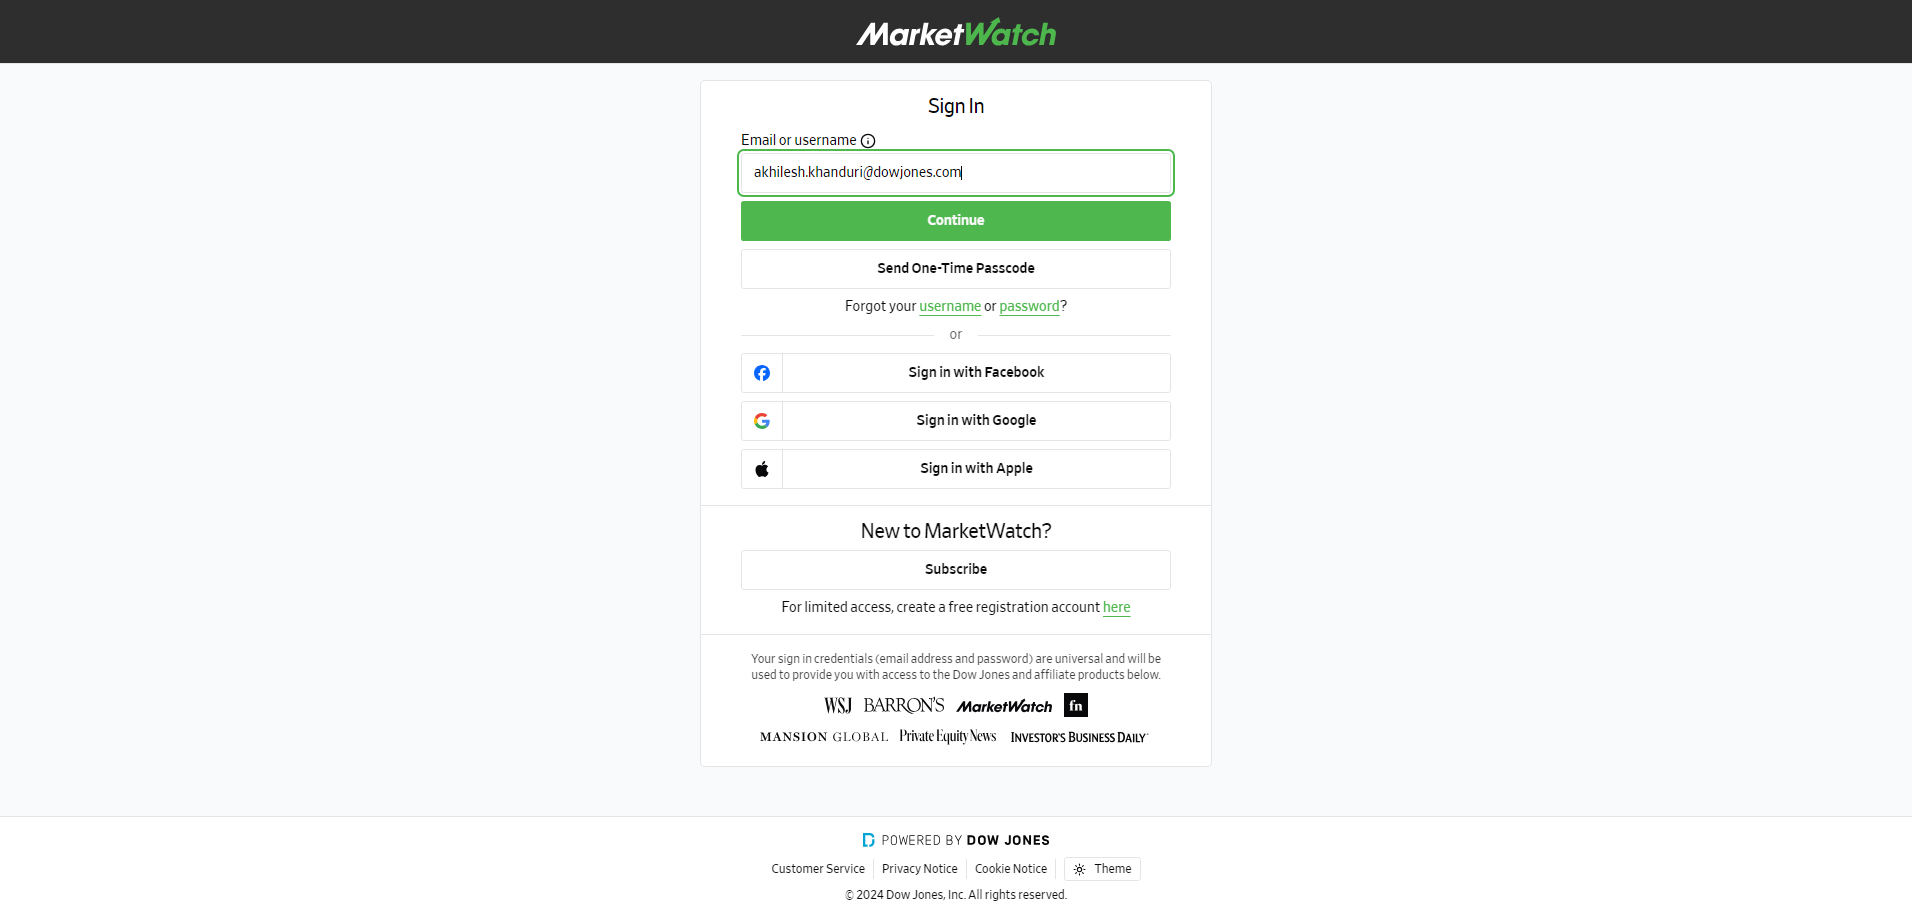 MarketWatch
Sign In
Email or username
akhilesh.khanduri@dowjones.com
Continue
Send One-Time Passcode
Forgot your username or password?
or
Sign in with Facebook
Sign in with Google
Sign in with Apple
New to MarketWatch?
Subscribe
For limited access, create a free registration account here
Your sign in credentials (email address and password) are universal and will be
used to provide you with access to the Dow Jones and affiliate products below.
WSJ BARRON'S MarketWatch fn
MANSION GLOBAL Private Equity News INVESTOR'S BUSINESS DAILY
POWERED BY DOW JONES
Customer Service Privacy Notice Cookie Notice Theme
© 2024 Dow Jones, Inc. All rights reserved.